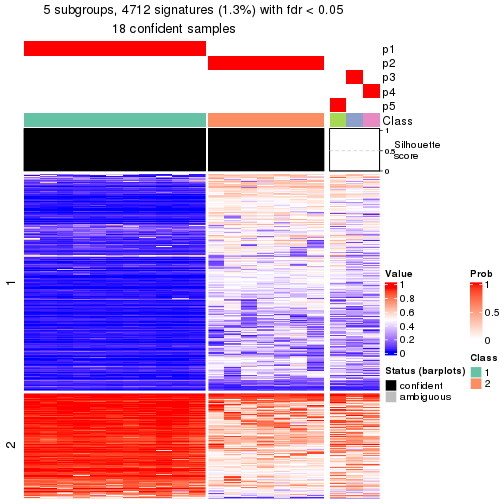 5 subgroups, 4712 signatures (1.3%) with fdr < 0.05
18 confident samples
p1
p2
p3
p4
p5
Class
1
0.5
0
Silhouette
score
1
2
Value
1
0.8
0.6
0.4
0.2
0
Prob
1
0.5
0
Status (barplots)
confident
ambiguous
Class
1
2